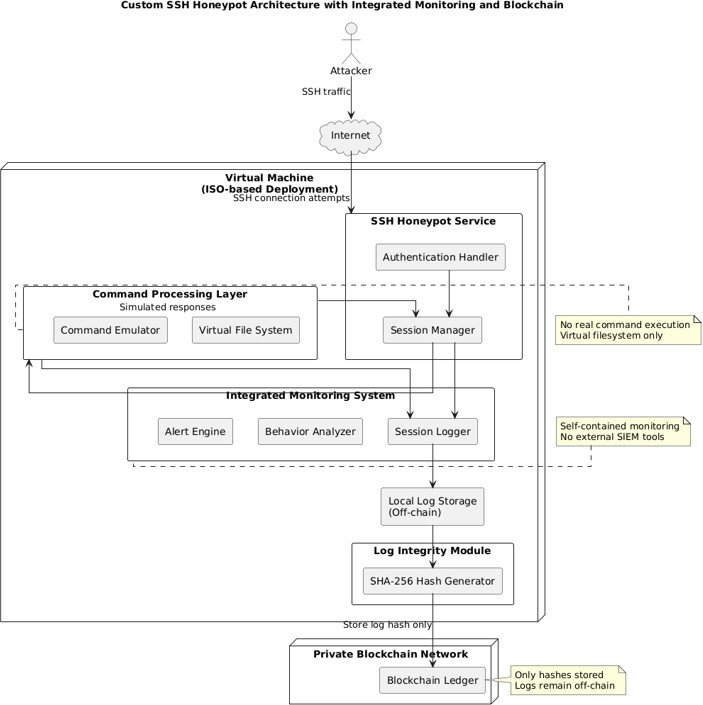 Custom SSH Honeypot Architecture with Integrated Monitoring and Blockchain
Attacker
SSH traffic
Internet
Virtual Machine
(ISO-based Deployment)
SSH connection attempts
SSH Honeypot Service
Authentication Handler
Command Processing Layer
Simulated responses
Command Emulator
Virtual File System
Session Manager
No real command execution
Virtual filesystem only
Integrated Monitoring System
Alert Engine
Behavior Analyzer
Session Logger
Self-contained monitoring
No external SIEM tools
Local Log Storage
(Off-chain)
Log Integrity Module
SHA-256 Hash Generator
Store log hash only
Private Blockchain Network
Blockchain Ledger
Only hashes stored
Logs remain off-chain